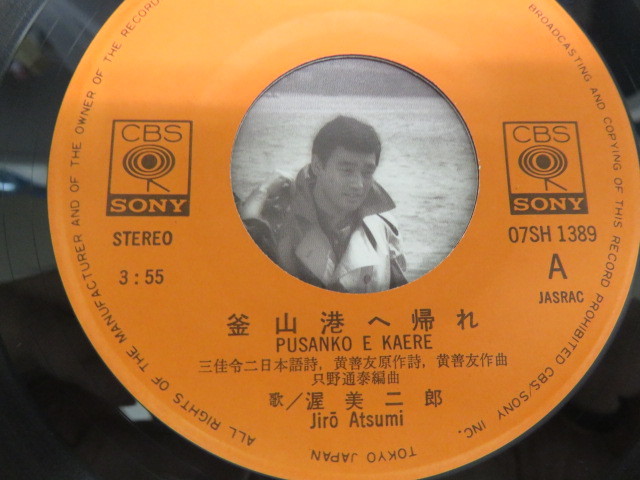 ALL RIGHTS OF THE MANUFACTURER AND OF THE OWNER OF THE RECORD
BROADCASTING AND COPYING OF THIS RECORD PROHIBITED CBS/SONY INC.
TOKYO JAPAN
CBS
SONY
STEREO
3:55
CBS
SONY
07SH 1389
A
JASRAC
釜山港へ帰れ
PUSANKO E KAERE
三佳令二日本語詩,黄善友原作詩,黄善友作曲
只野通泰編曲
歌/渥美二郎
Jirō Atsumi